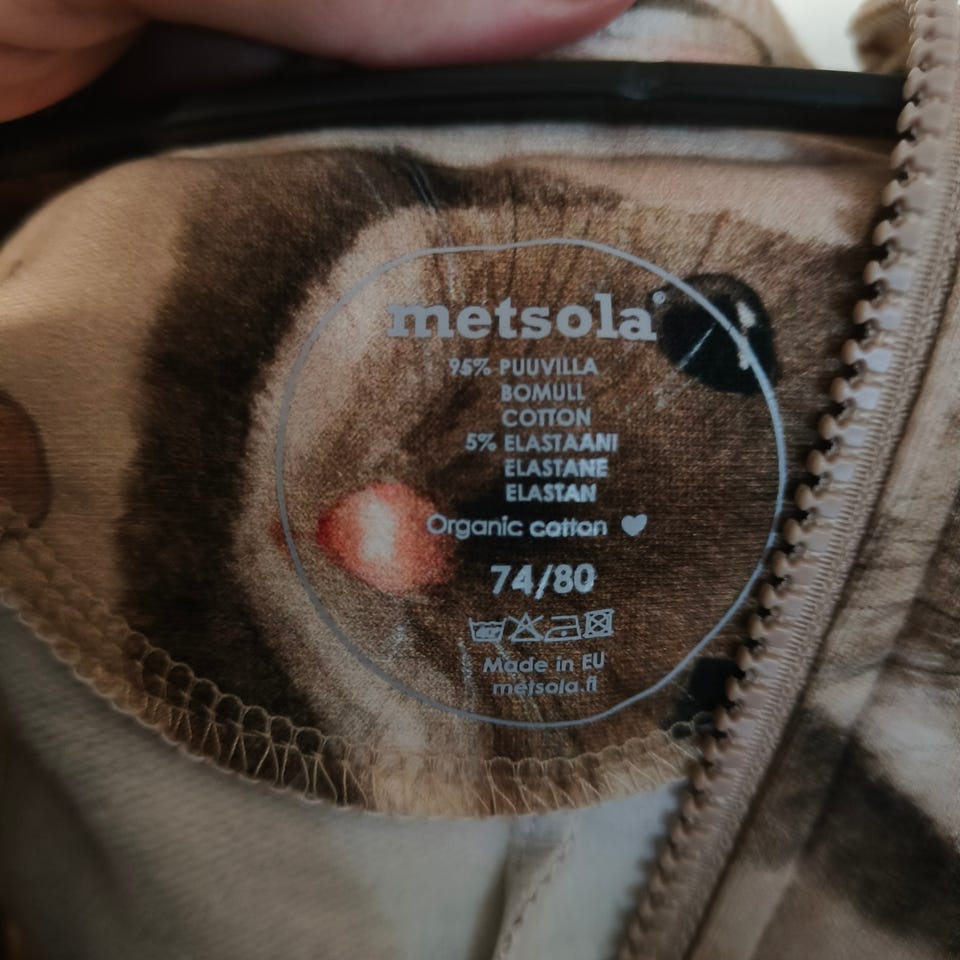 metsola®
95% PUUVILLA
BOMULL
COTTON
5% ELASTAANI
ELASTANE
ELASTAN
Organic cotton
74/80
Made in EU
metsola.fi